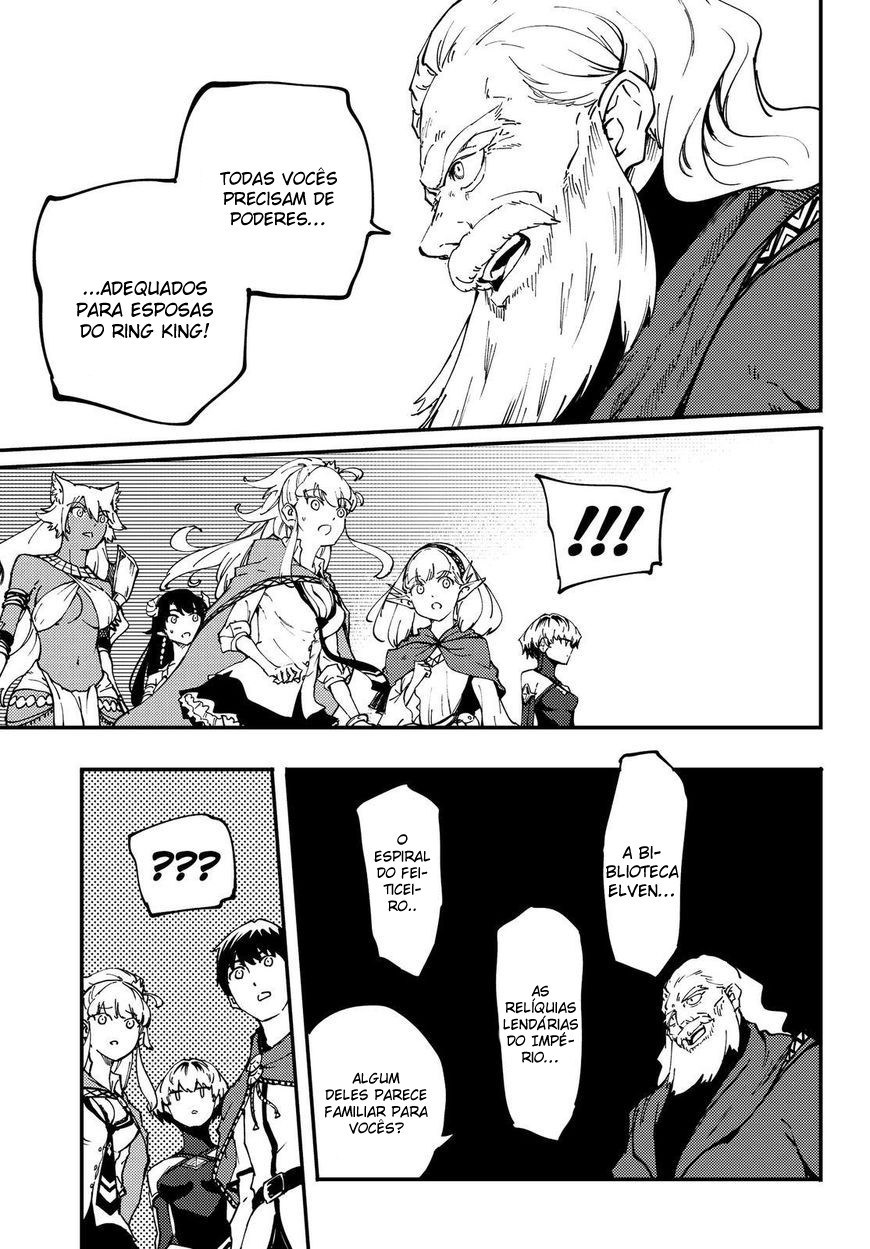 TODAS VOCÊS
PRECISAM DE
PODERES...
...ADEQUADOS
PARA ESPOSAS
DO RING KING!
!!!
A BI-
BLIOTECA
ELVEN...
AS
RELÍQUIAS
LENDÁRIAS
DO IMPÉ-
RIO...
O
ESPIRAL
DO FEI-
TICEI-
RO..
ALGUM
DELES PARECE
FAMILIAR PARA
VOCÊS?
???